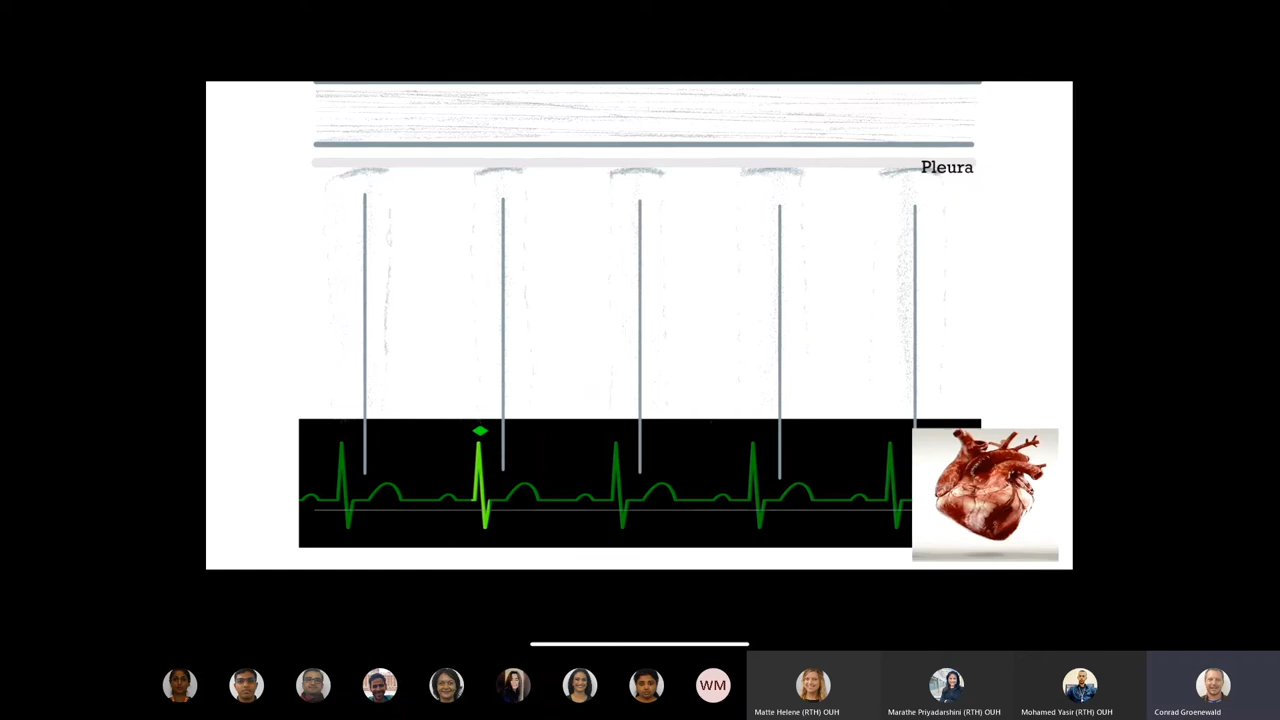 Pleura
WM
Matte Helene (RTH) OUH
Marathe Priyadarshini (RTH) OUH
Mohamed Yasir (RTH) OUH
Conrad Groenewald